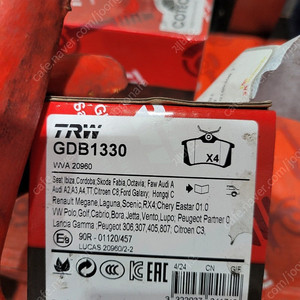 TRW
GDB1330
WVA 20960
X4
Seat Ibiza,Cordoba,Skoda Fabia,Octavia, Faw Audi A
Audi A2,A3,A4,TT Citroen C8,Ford Galaxy, Hongqi C
Renault Megane,Laguna,Scenic,RX4,Chery Eastar 01.0
VW Polo,Golf Cabrio,Bora Jetta,Vento,Lupo; Peugeot Partner 0
Lancia Gamma ;Peugeot 306,307,405,807; Citroen C3,
E9 90R - 01120/457
LUCAS 20960/2-2
EAC
4/24 CN